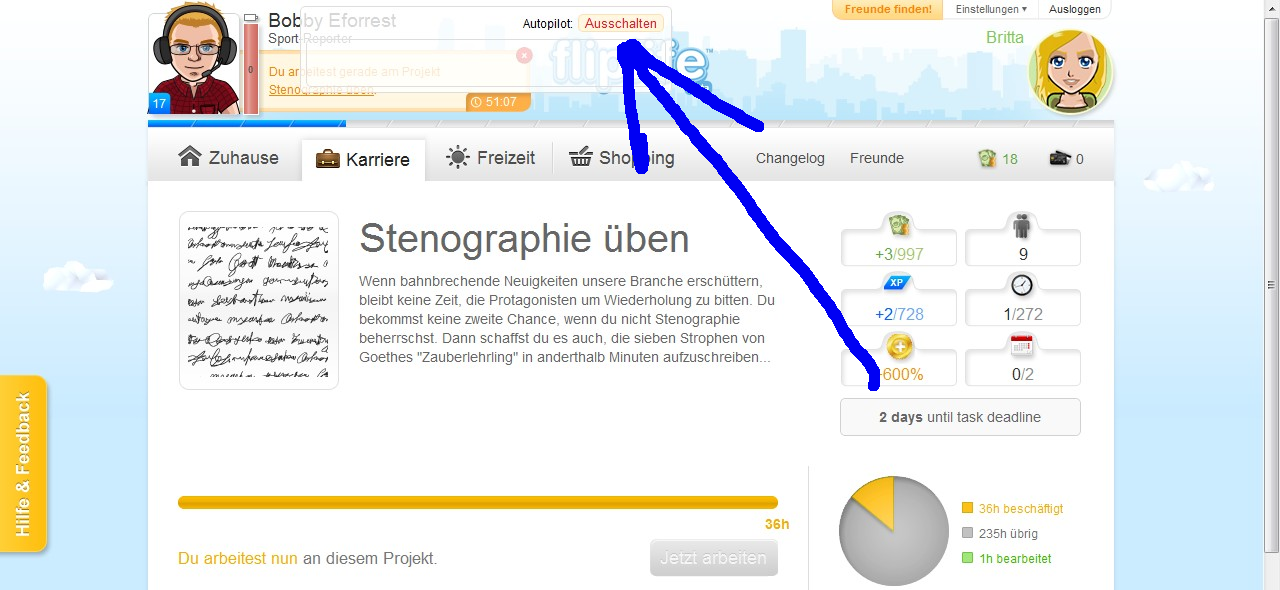 Bobby Eforrest
Autopilot: Ausschalten
Freunde finden!
Einstellungen
Ausloggen
Sport-Reporter
Britta
Du arbeitest gerade am Projekt
Stenographie üben.
0
17
51:07
Zuhause
Karriere
Freizeit
Shopping
Changelog
Freunde
18
0
Stenographie üben
Wenn bahnbrechende Neuigkeiten unsere Branche erschüttern,
bleibt keine Zeit, die Protagonisten um Wiederholung zu bitten. Du
bekommst keine zweite Chance, wenn du nicht Stenographie
beherrschst. Dann schaffst du es auch, die sieben Strophen von
Goethes "Zauberlehrling" in anderthalb Minuten aufzuschreiben...
+3/997
9
XP
+2/728
1/272
600%
0/2
2 days until task deadline
Hilfe & Feedback
36h
Du arbeitest nun an diesem Projekt.
Jetzt arbeiten
36h beschäftigt
235h übrig
1h bearbeitet